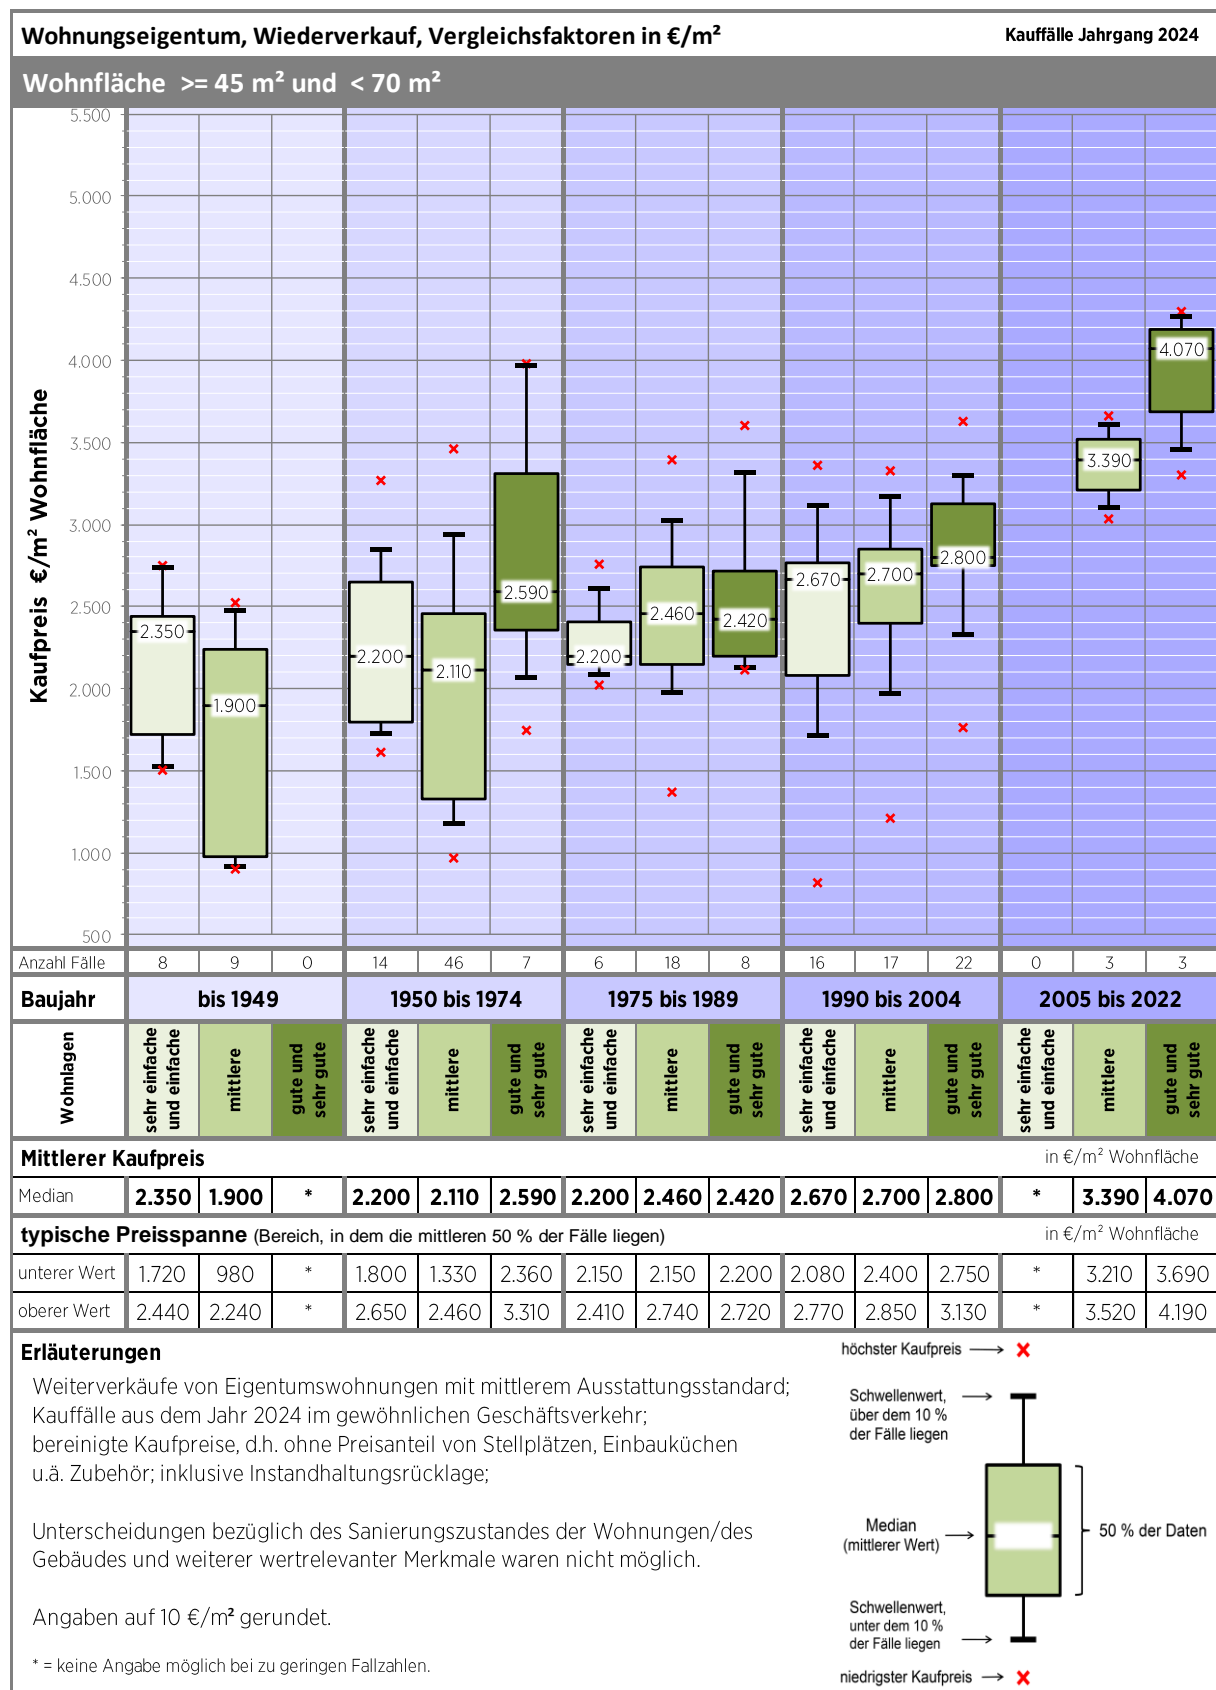 Wohnungseigentum, Wiederverkauf, Vergleichsfaktoren in €/m² Kauffälle Jahrgang 2024
Wohnfläche >= 45 m² und < 70 m²
Kaufpreis €/m² Wohnfläche
5.500
5.000
4.500
4.000
3.500
3.000
2.500
2.000
1.500
1.000
500
2.350
1.900
2.200
2.110
2.590
2.200
2.460
2.420
2.670
2.700
2.800
3.390
4.070
Anzahl Fälle 8 9 0 14 46 7 6 18 8 16 17 22 0 3 3
Baujahr bis 1949 1950 bis 1974 1975 bis 1989 1990 bis 2004 2005 bis 2022
Wohnlagen
sehr einfache
und einfache
mittlere
gute und
sehr gute
sehr einfache
und einfache
mittlere
gute und
sehr gute
sehr einfache
und einfache
mittlere
gute und
sehr gute
sehr einfache
und einfache
mittlere
gute und
sehr gute
sehr einfache
und einfache
mittlere
gute und
sehr gute
Mittlerer Kaufpreis in €/m² Wohnfläche
Median 2.350 1.900 * 2.200 2.110 2.590 2.200 2.460 2.420 2.670 2.700 2.800 * 3.390 4.070
typische Preisspanne (Bereich, in dem die mittleren 50 % der Fälle liegen) in €/m² Wohnfläche
unterer Wert 1.720 980 * 1.800 1.330 2.360 2.150 2.150 2.200 2.080 2.400 2.750 * 3.210 3.690
oberer Wert 2.440 2.240 * 2.650 2.460 3.310 2.410 2.740 2.720 2.770 2.850 3.130 * 3.520 4.190
Erläuterungen
Weiterverkäufe von Eigentumswohnungen mit mittlerem Ausstattungsstandard;
Kauffälle aus dem Jahr 2024 im gewöhnlichen Geschäftsverkehr;
bereinigte Kaufpreise, d.h. ohne Preisanteil von Stellplätzen, Einbauküchen
u.ä. Zubehör; inklusive Instandhaltungsrücklage;
Unterscheidungen bezüglich des Sanierungszustandes der Wohnungen/des
Gebäudes und weiterer wertrelevanter Merkmale waren nicht möglich.
Angaben auf 10 €/m² gerundet.
* = keine Angabe möglich bei zu geringen Fallzahlen.
höchster Kaufpreis
Schwellenwert,
über dem 10 %
der Fälle liegen
Median
(mittlerer Wert)
50 % der Daten
Schwellenwert,
unter dem 10 %
der Fälle liegen
niedrigster Kaufpreis